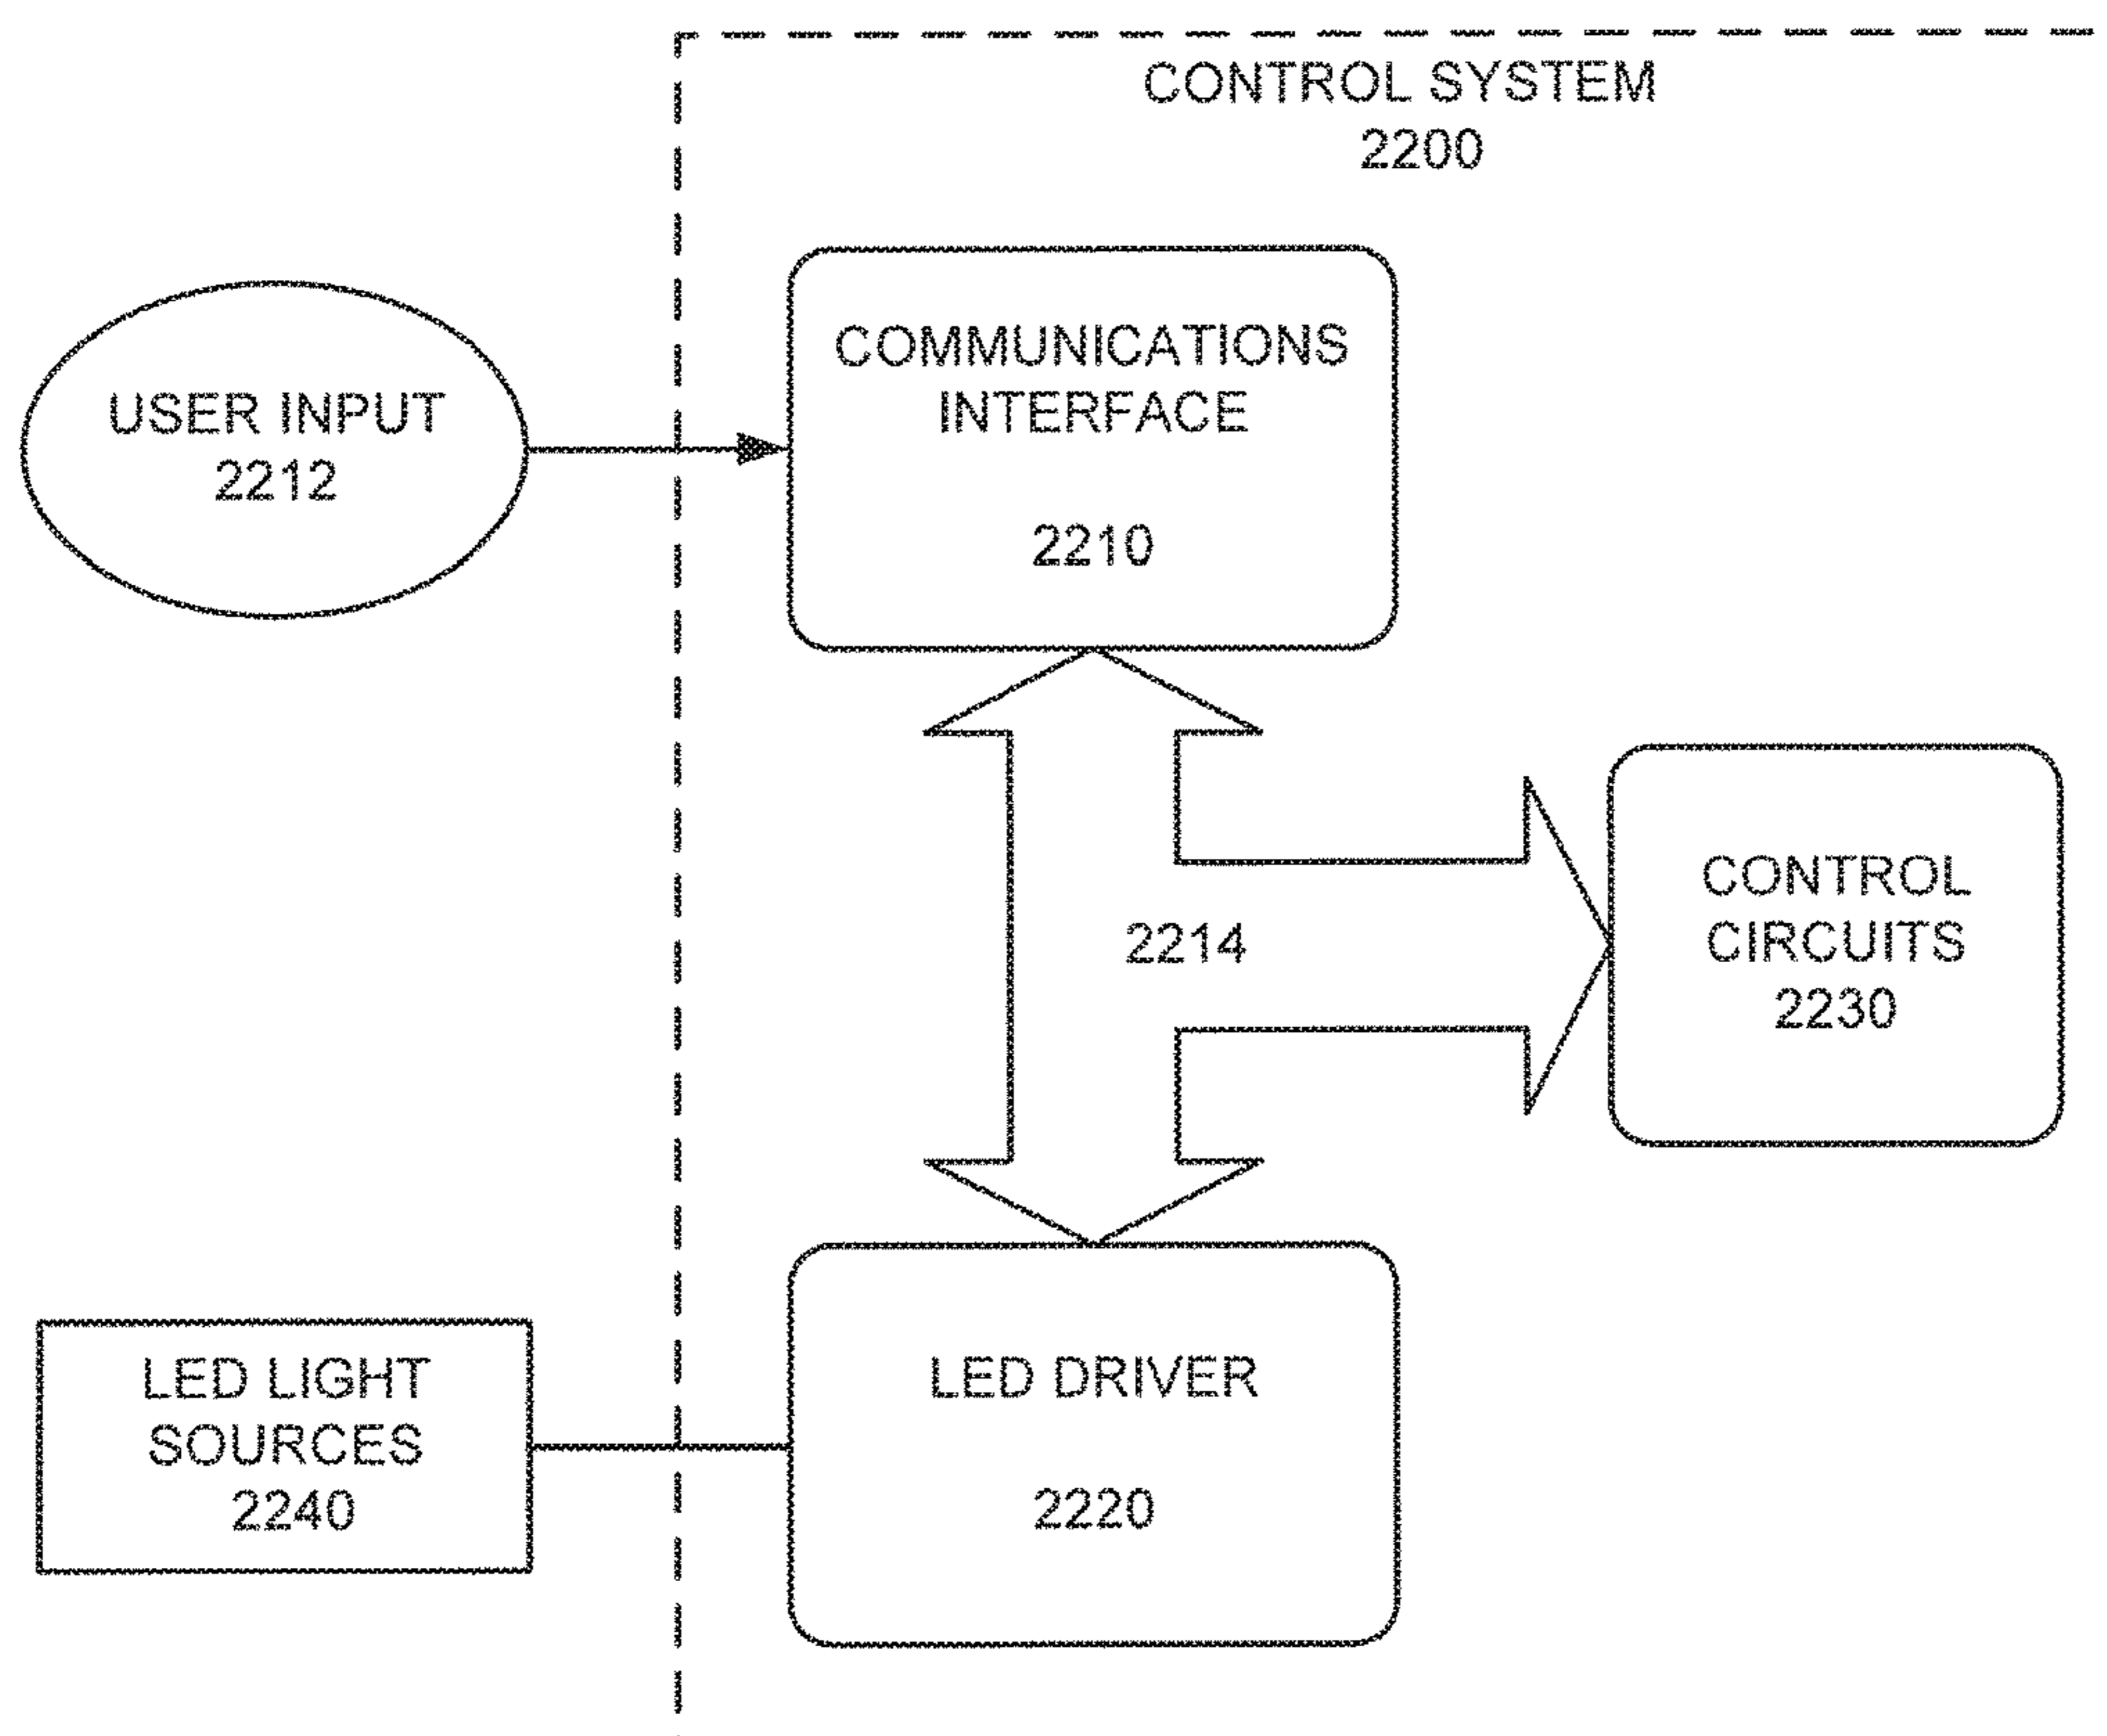 CONTROL SYSTEM
2200
COMMUNICATIONS
INTERFACE
2210
USER INPUT
2212
2214
CONTROL
CIRCUITS
2230
LED DRIVER
2220
LED LIGHT
SOURCES
2240